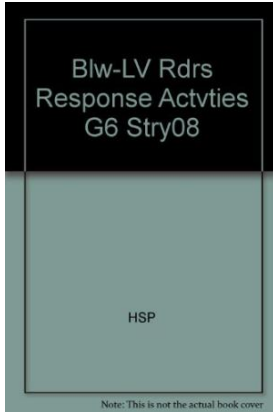 Blw-LV Rdrs
Response Actvties
G6 Stry08
HSP
Note: This is not the actual book cover